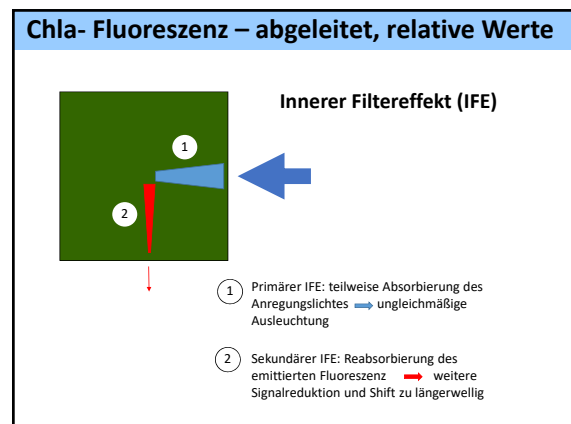 Chla- Fluoreszenz – abgeleitet, relative Werte
Innerer Filtereffekt (IFE)
1
2
1 Primärer IFE: teilweise Absorbierung des
Anregungslichtes ungleichmäßige
Ausleuchtung
2 Sekundärer IFE: Reabsorbierung des
emittierten Fluoreszenz weitere
Signalreduktion und Shift zu längerwellig